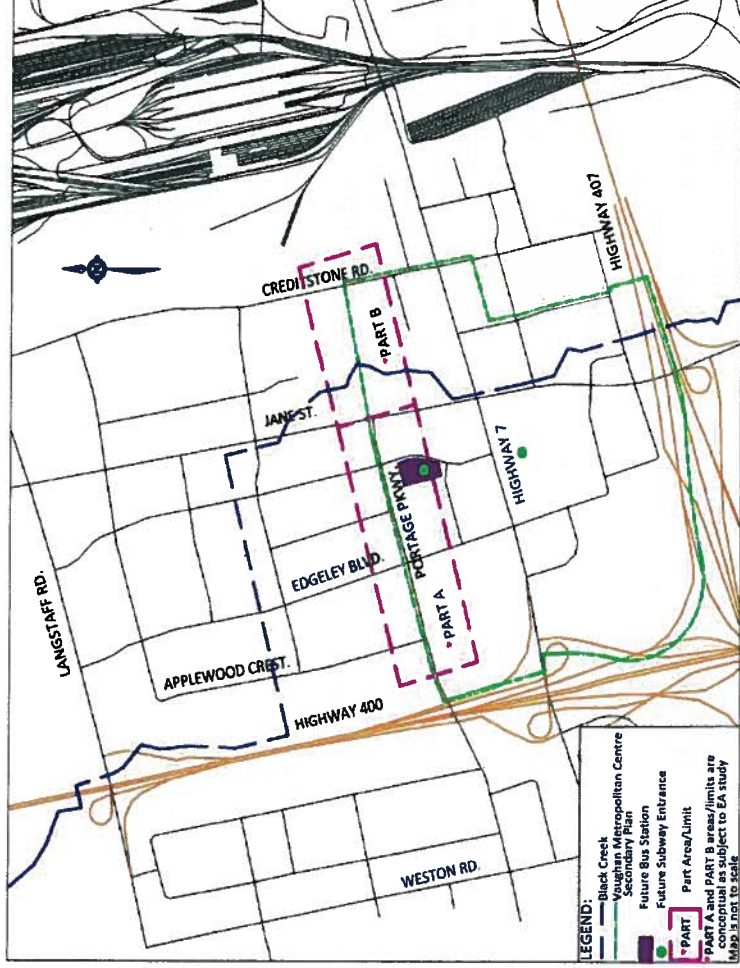 LANGSTAFF RD.
CREDITSTONE RD.
HIGHWAY 407
JANE ST.
*PART B
HIGHWAY 7
PORTAGE PKWY
EDGELEY BLVD.
*PART A
APPLEWOOD CREST.
HIGHWAY 400
WESTON RD.
LEGEND:
Black Creek
Vaughan Metropolitan Centre
Secondary Plan
Future Bus Station
Future Subway Entrance
*PART
Part Area/Limit
*PART A and PART B areas/limits are
conceptual as subject to EA study
Map is not to scale